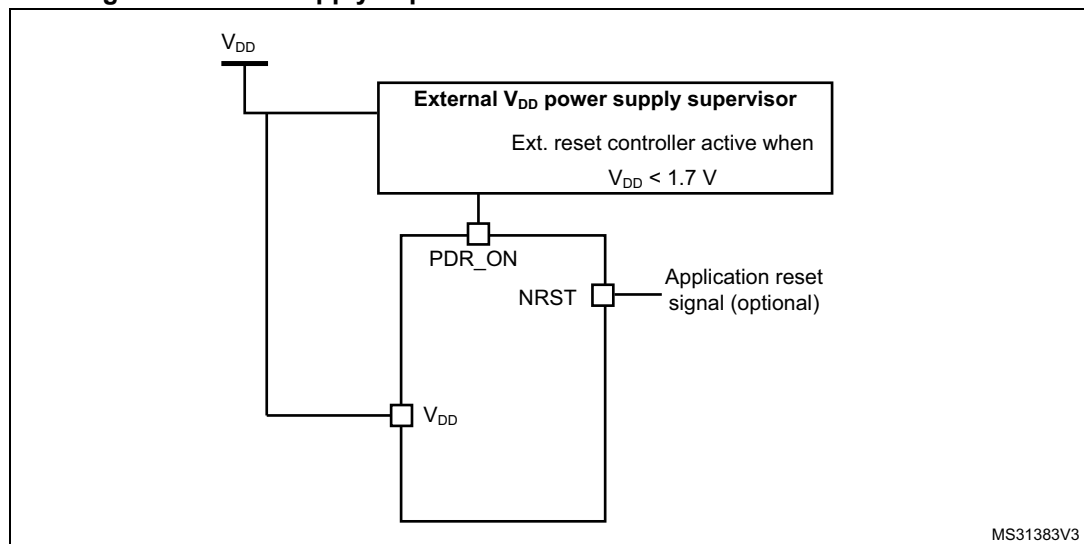 V_DD
External V_DD power supply supervisor
Ext. reset controller active when
V_DD < 1.7 V
PDR_ON
NRST
Application reset
signal (optional)
V_DD
MS31383V3